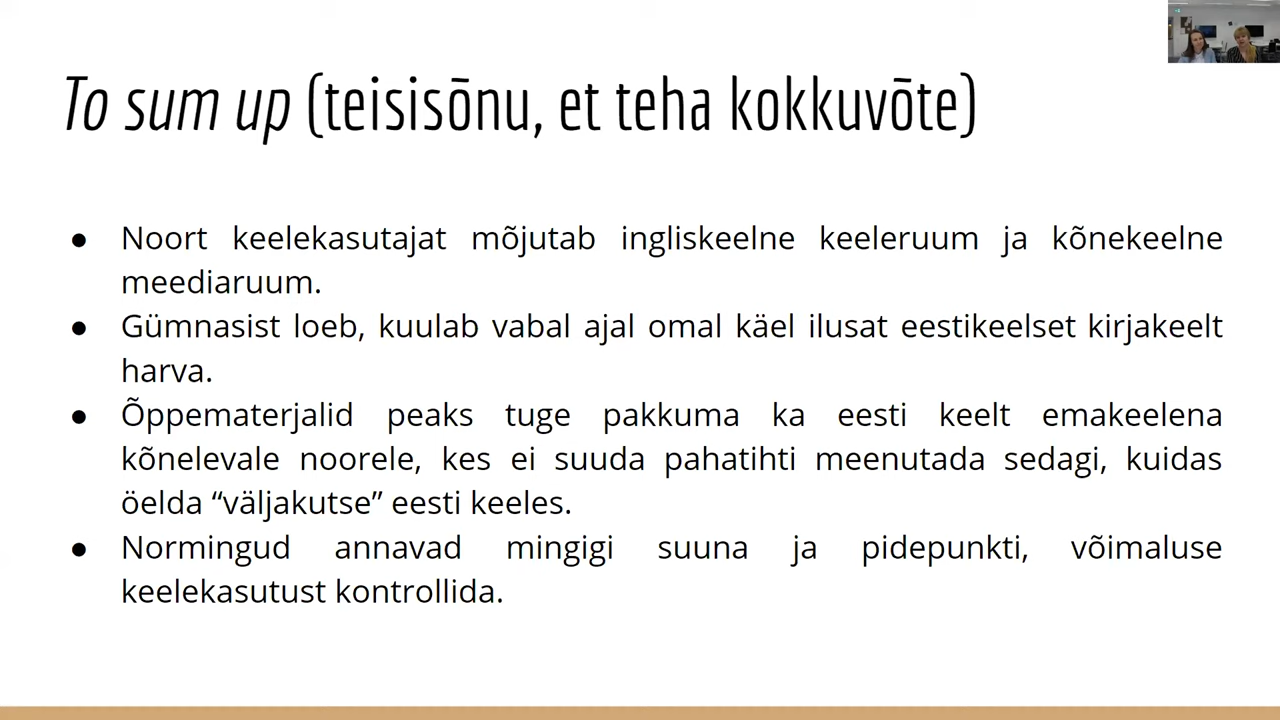 To sum up (teisisõnu, et teha kokkuvõte)
● Noort keelekasutajat mõjutab ingliskeelne keeleruum ja kõnekeelne
meediaruum.
● Gümnasist loeb, kuulab vabal ajal omal käel ilusat eestikeelset kirjakeelt
harva.
● Õppematerjalid peaks tuge pakkuma ka eesti keelt emakeelena
kõnelevale noorele, kes ei suuda pahatihti meenutada sedagi, kuidas
öelda “väljakutse” eesti keeles.
● Normingud annavad mingigi suuna ja pidepunkti, võimaluse
keelekasutust kontrollida.